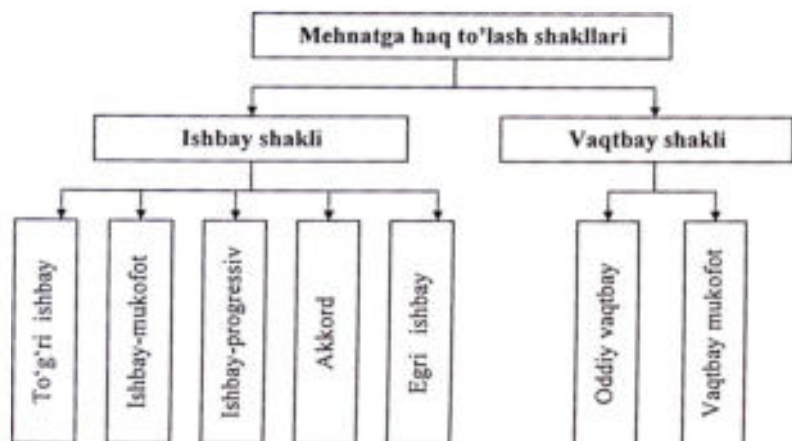 Mehnatga haq to'lash shakllari
Ishbay shakli
Vaqtbay shakli
To‘g‘ri ishbay
Ishbay-mukofot
Ishbay-progressiv
Akkord
Egri ishbay
Oddiy vaqtbay
Vaqtbay mukofot